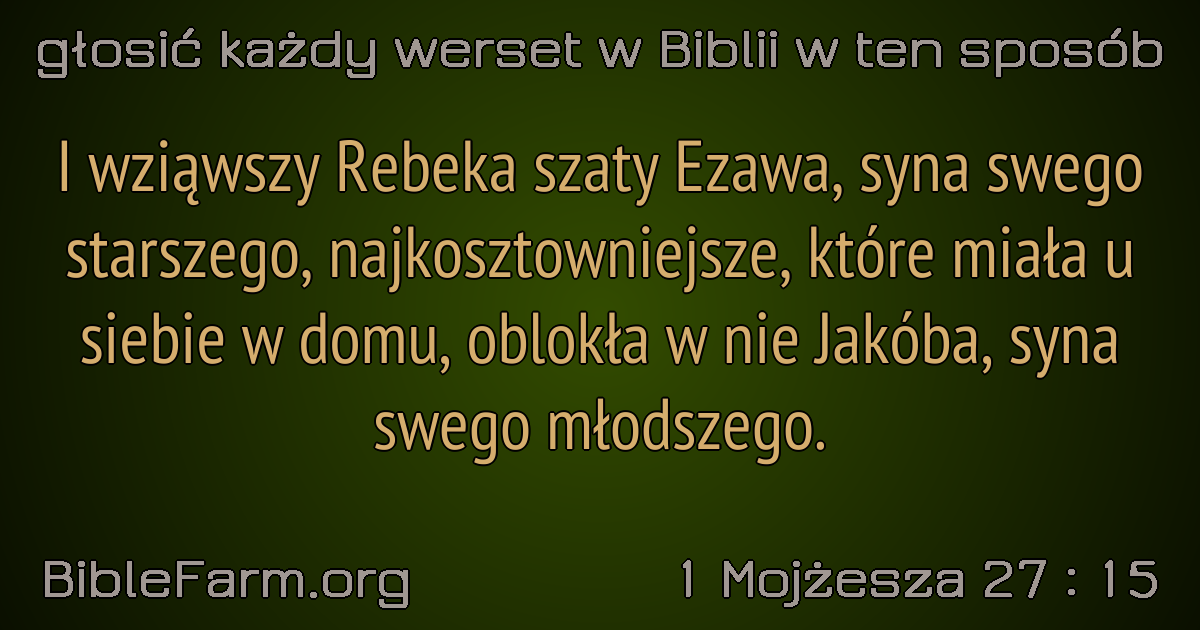 głosić każdy werset w Biblii w ten sposób
I wziąwszy Rebeka szaty Ezawa, syna swego
starszego, najkosztowniejsze, które miała u
siebie w domu, oblokła w nie Jakóba, syna
swego młodszego.
BibleFarm.org
1 Mojżesza 27 : 15